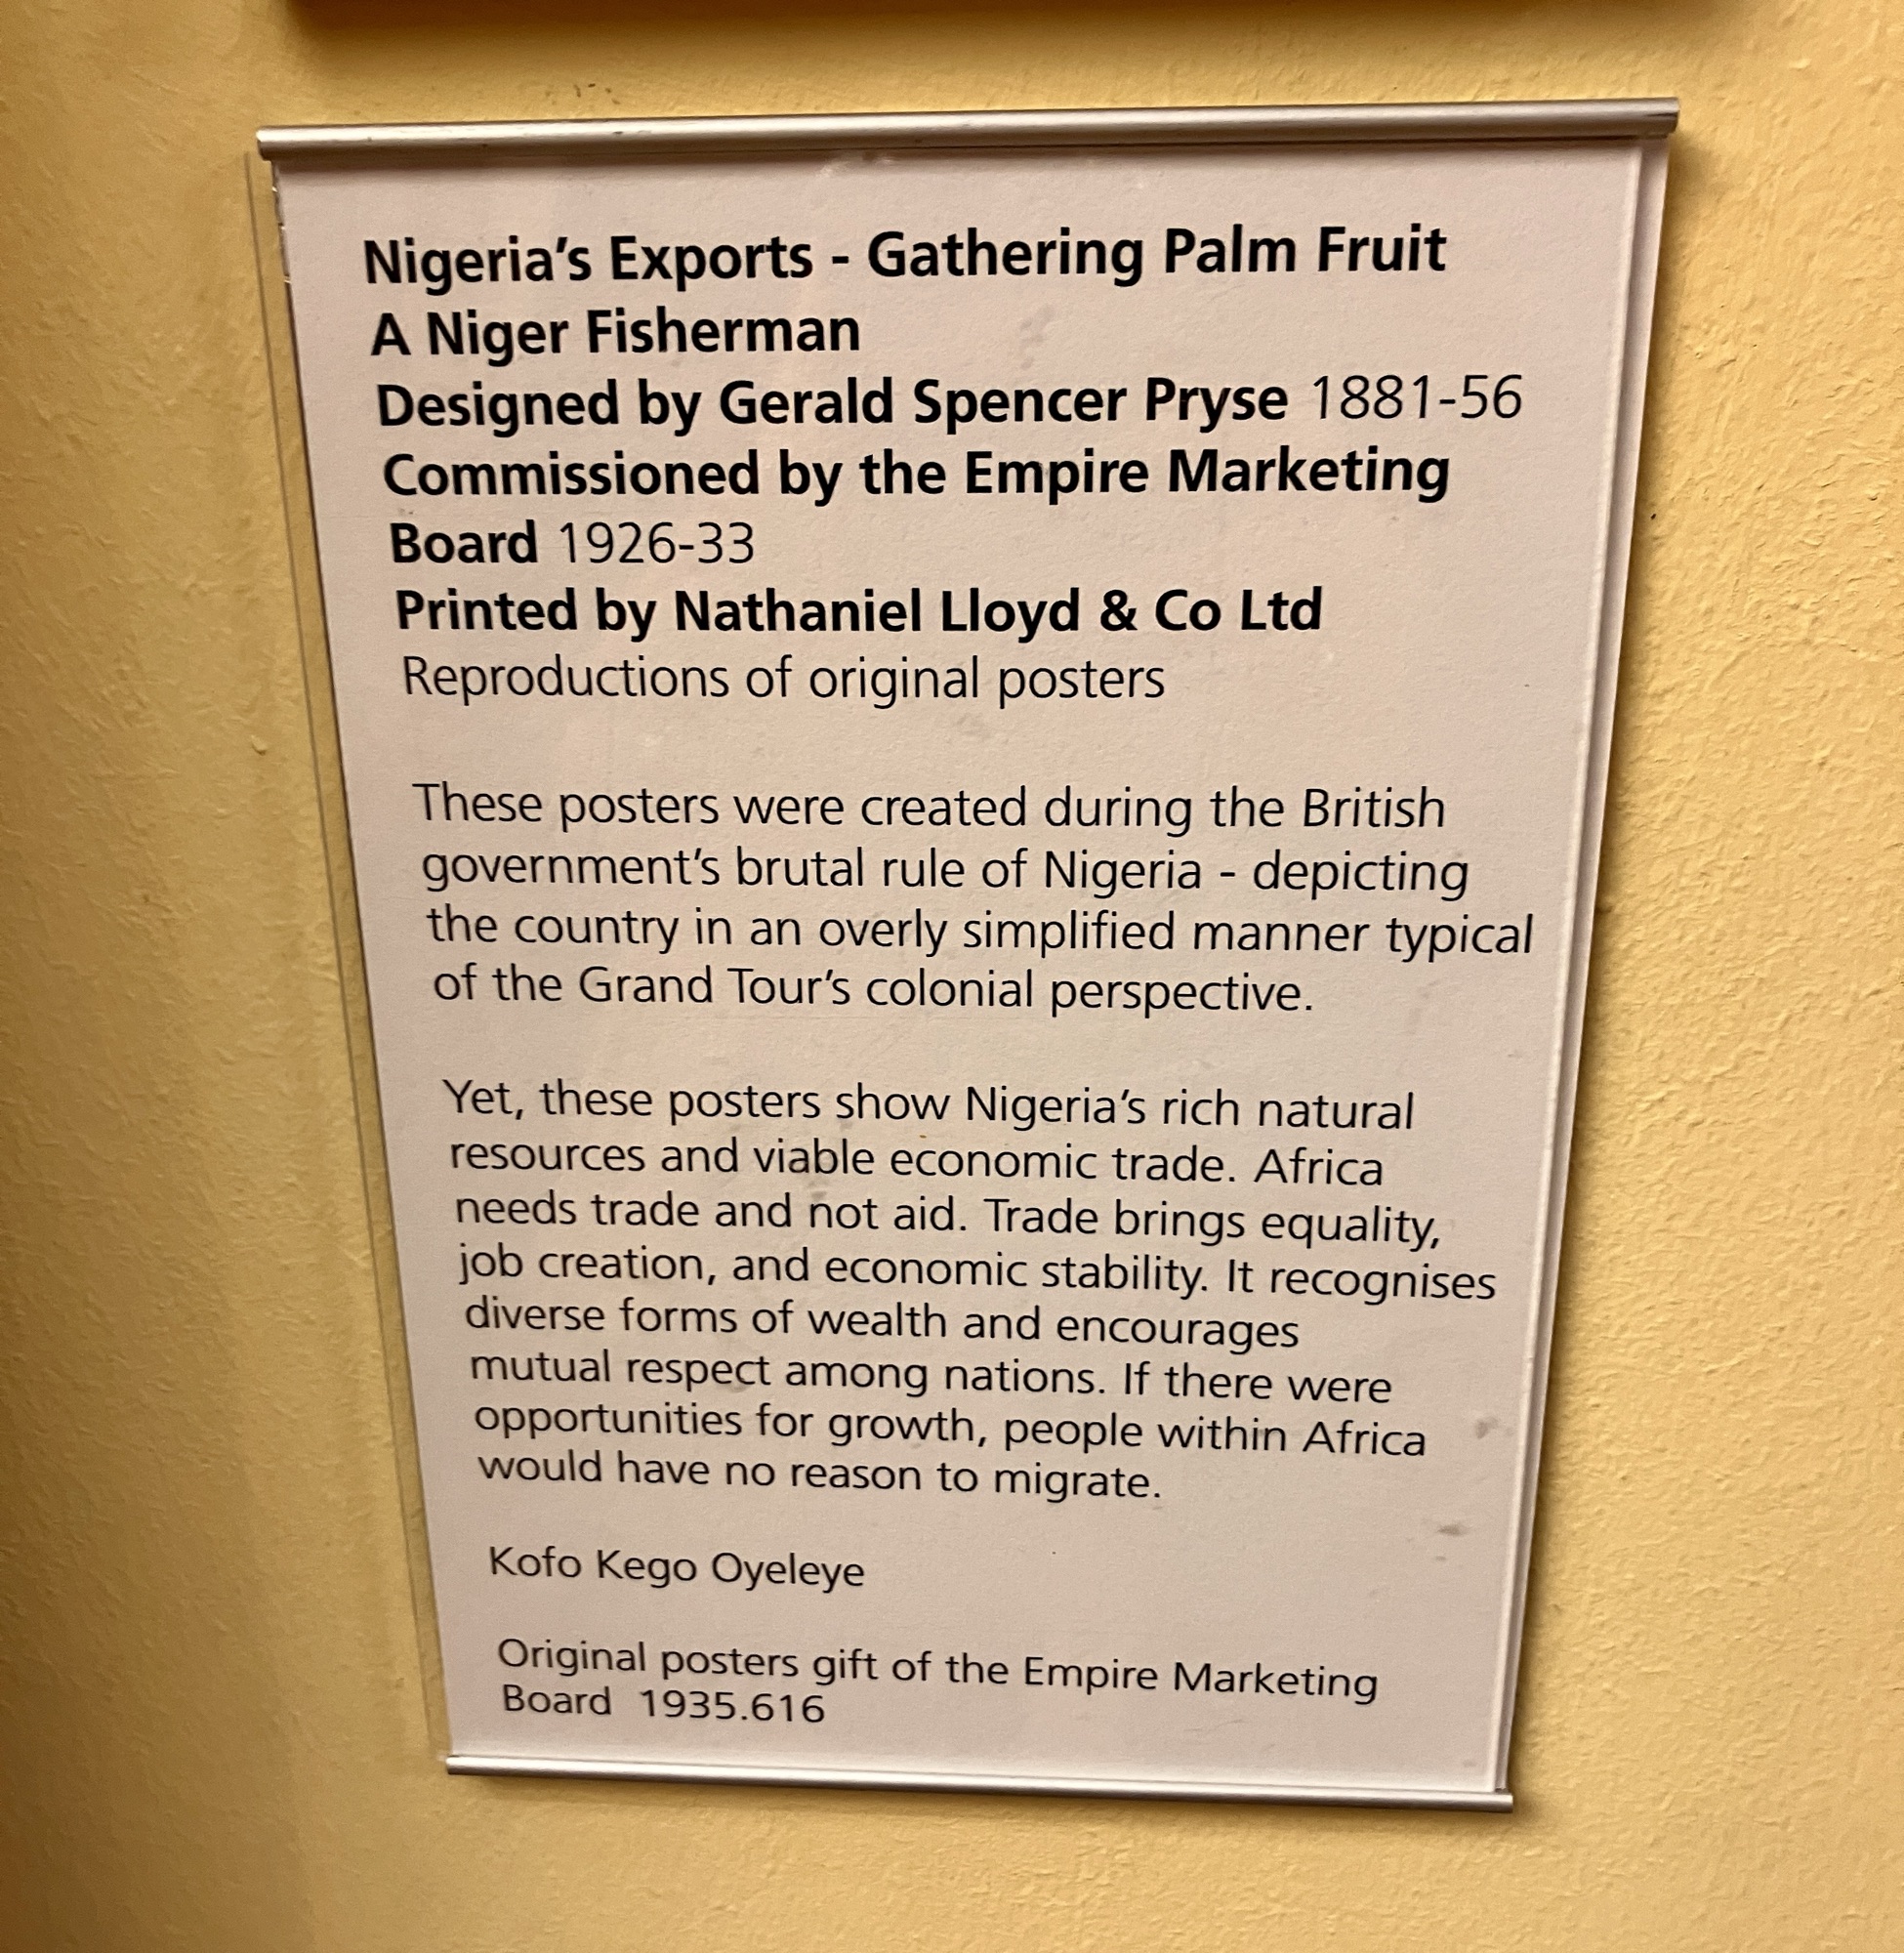 Nigeria's Exports - Gathering Palm Fruit
A Niger Fisherman
Designed by Gerald Spencer Pryse 1881-56
Commissioned by the Empire Marketing
Board 1926-33
Printed by Nathaniel Lloyd & Co Ltd
Reproductions of original posters
These posters were created during the British
government's brutal rule of Nigeria - depicting
the country in an overly simplified manner typical
of the Grand Tour's colonial perspective.
Yet, these posters show Nigeria's rich natural
resources and viable economic trade. Africa
needs trade and not aid. Trade brings equality,
job creation, and economic stability. It recognises
diverse forms of wealth and encourages
mutual respect among nations. If there were
opportunities for growth, people within Africa
would have no reason to migrate.
Kofo Kego Oyeleye
Original posters gift of the Empire Marketing
Board 1935.616